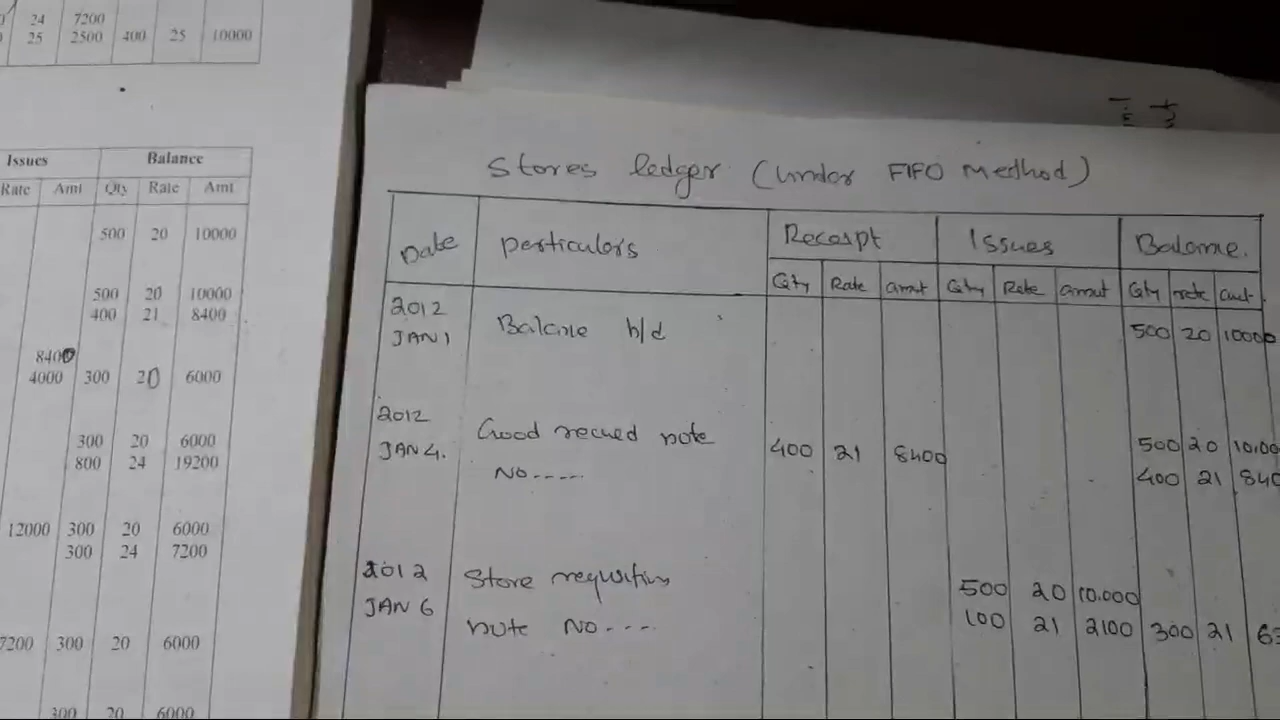 24 7200
25 2500 400 25 10000
Issues Balance
Rate Amt Qty Rate Amt
500 20 10000
500 20 10000
400 21 8400
8400
4000 300 20 6000
300 20 6000
800 24 19200
12000 300 20 6000
300 24 7200
7200 300 20 6000
300 20 6000
Stores ledger (under FIFO Method)
Date Particulars Receipt Issues Balance
Qty Rate amut Qty Rate amut Qty rate amt
2012
JAN 1 Balance b/d 500 20 10000
2012
JAN 4. Good recued note 400 21 8400 500 20 10,00
NO----- 400 21 840
2012 Store requisition 500 20 10.000
JAN 6 note NO---- 100 21 2100 300 21 63